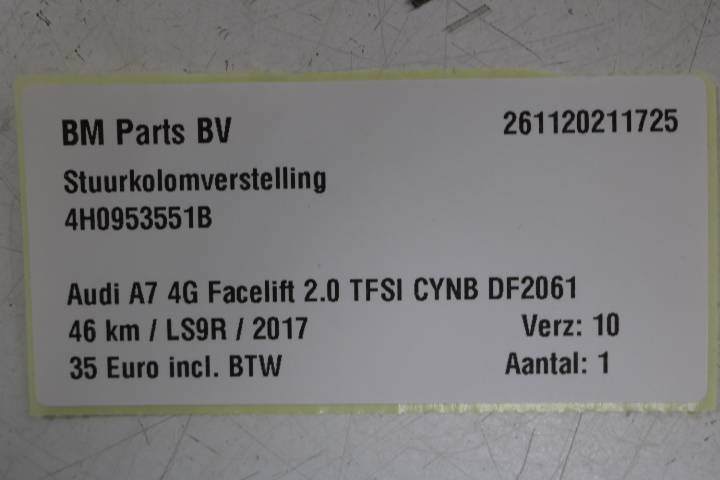 BM Parts BV 261120211725
Stuurkolomverstelling
4H0953551B
Audi A7 4G Facelift 2.0 TFSI CYNB DF2061
46 km / LS9R / 2017 Verz: 10
35 Euro incl. BTW Aantal: 1